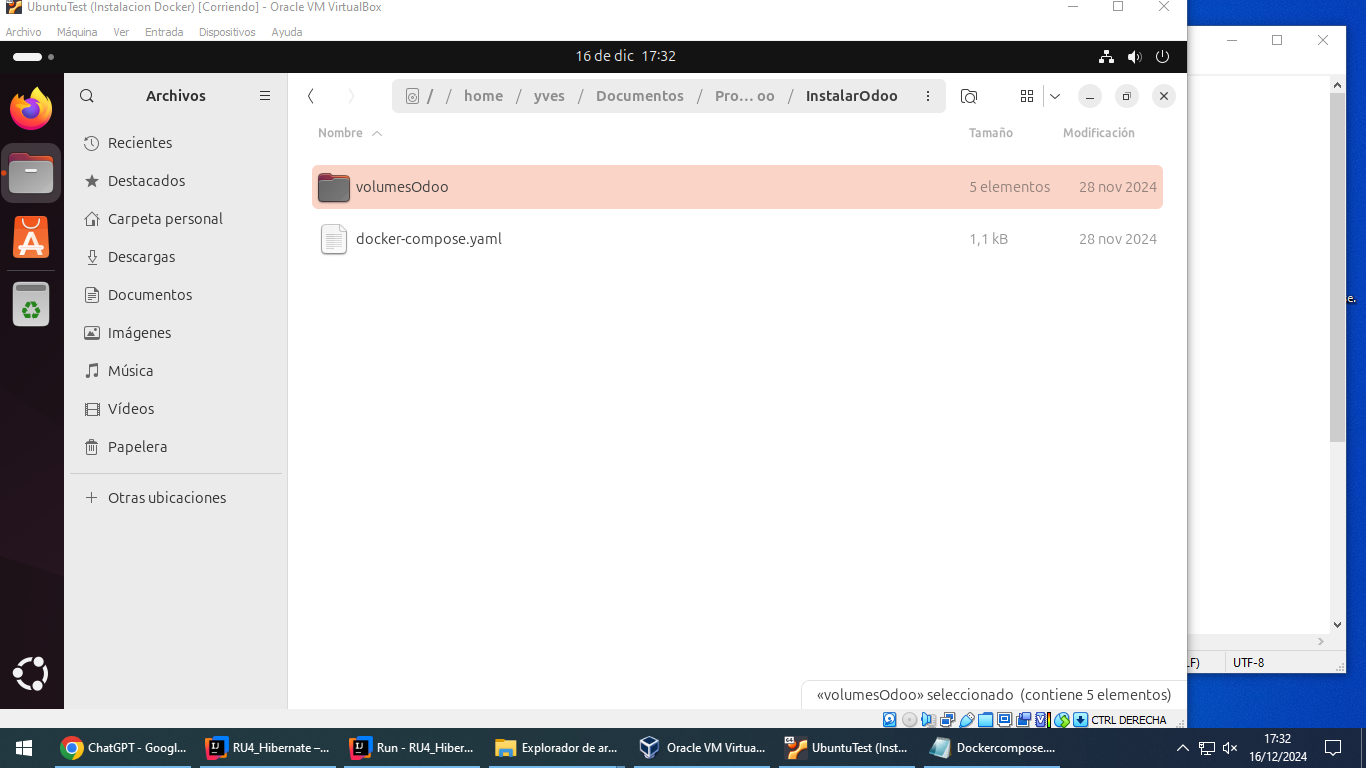 UbuntuTest (Instalacion Docker) [Corriendo] - Oracle VM VirtualBox
Archivo Máquina Ver Entrada Dispositivos Ayuda
16 de dic 17:32
Archivos
/ / home / yves / Documentos / Pro... oo / InstalarOdoo
Nombre Tamaño Modificación
Recientes
Destacados
Carpeta personal
Descargas
Documentos
Imágenes
Música
Vídeos
Papelera
Otras ubicaciones
volumesOdoo 5 elementos 28 nov 2024
docker-compose.yaml 1,1 kB 28 nov 2024
«volumesOdoo» seleccionado (contiene 5 elementos)
CTRL DERECHA
e.
LF) UTF-8
ChatGPT - Googl... RU4_Hibernate –... Run - RU4_Hiber... Explorador de ar... Oracle VM Virtua... UbuntuTest (Inst... Dockercompose....
17:32
16/12/2024